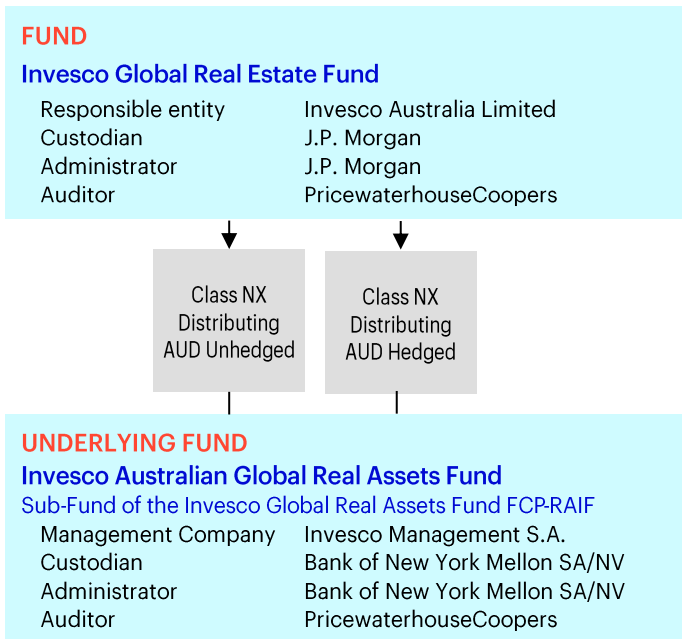 FUND
Invesco Global Real Estate Fund
Responsible entity Invesco Australia Limited
Custodian J.P. Morgan
Administrator J.P. Morgan
Auditor PricewaterhouseCoopers
Class NX
Distributing
AUD Unhedged
Class NX
Distributing
AUD Hedged
UNDERLYING FUND
Invesco Australian Global Real Assets Fund
Sub-Fund of the Invesco Global Real Assets Fund FCP-RAIF
Management Company Invesco Management S.A.
Custodian Bank of New York Mellon SA/NV
Administrator Bank of New York Mellon SA/NV
Auditor PricewaterhouseCoopers